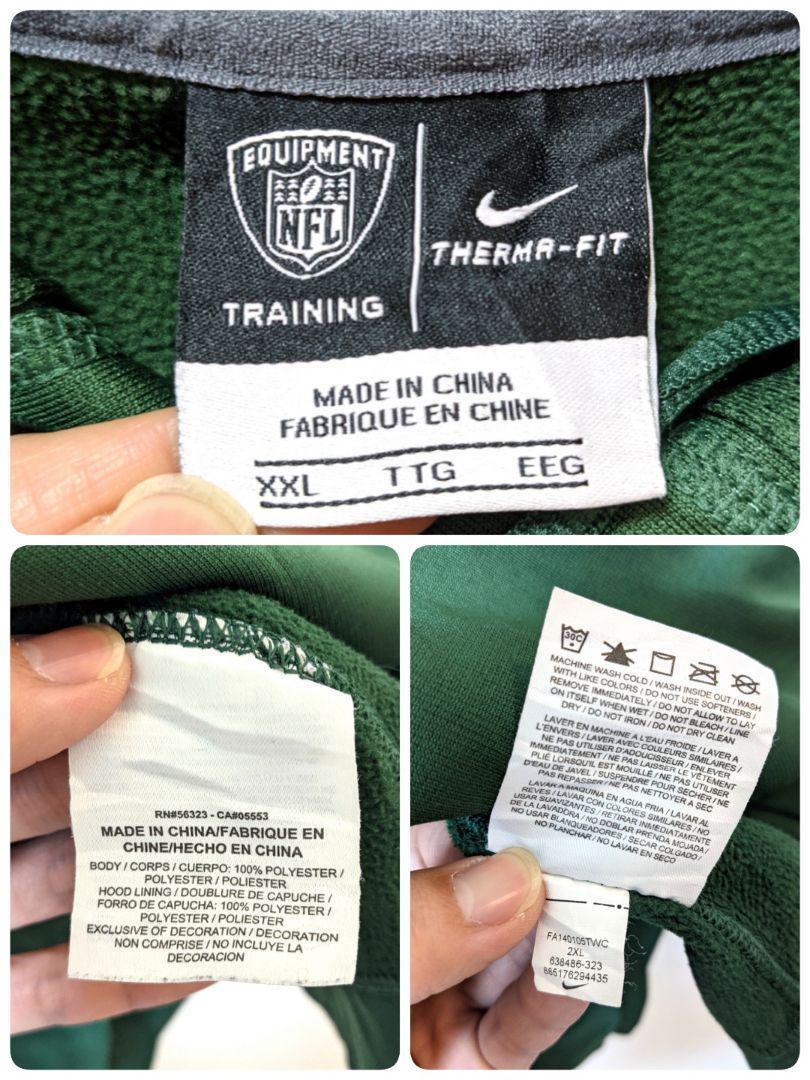 EQUIPMENT
NFL
TRAINING
THERMA-FIT
MADE IN CHINA
FABRIQUE EN CHINE
XXL TTG EEG
RN#56323 - CA#05553
MADE IN CHINA/FABRIQUE EN
CHINE/HECHO EN CHINA
BODY / CORPS / CUERPO: 100% POLYESTER /
POLYESTER / POLIESTER
HOOD LINING / DOUBLURE DE CAPUCHE /
FORRO DE CAPUCHA: 100% POLYESTER /
POLYESTER / POLIESTER
EXCLUSIVE OF DECORATION / DECORATION
NON COMPRISE / NO INCLUYE LA
DECORACION
30C
MACHINE WASH COLD / WASH INSIDE OUT / WASH
WITH LIKE COLORS / DO NOT USE SOFTENERS /
REMOVE IMMEDIATELY / DO NOT ALLOW TO LAY
ON ITSELF WHEN WET / DO NOT BLEACH / LINE
DRY / DO NOT IRON / DO NOT DRY CLEAN
LAVER EN MACHINE A L'EAU FROIDE / LAVER A
L'ENVERS / LAVER AVEC COULEURS SIMILAIRES /
NE PAS UTILISER D'ADOUCISSEUR / ENLEVER
IMMEDIATEMENT / NE PAS LAISSER LE VETEMENT
PLIE LORSQU'IL EST MOUILLE / NE PAS UTILISER
D'EAU DE JAVEL / SUSPENDRE POUR SECHER / NE
PAS REPASSER / NE PAS NETTOYER A SEC
LAVAR A MAQUINA EN AGUA FRIA / LAVAR AL
REVES / LAVAR CON COLORES SIMILARES / NO
USAR SUAVIZANTES / RETIRAR INMEDIATAMENTE
DE LA LAVADDRA / NO DOBLAR PRENDA MOJADA /
NO USAR BLANQUEADORES / SECAR COLGADO /
NO PLANCHAR / NO LAVAR EN SECO
FA140105TWC
2XL
638486-323
885176294435